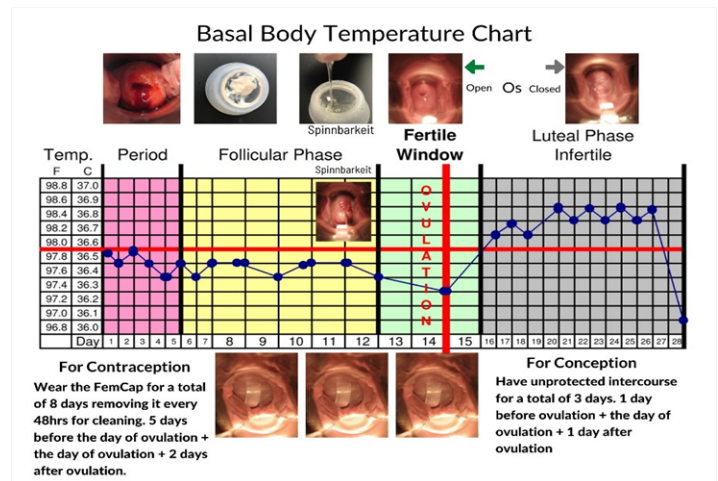 Basal Body Temperature Chart
Open Os Closed
Spinnbarkeit
Fertile
Window
Luteal Phase
Infertile
Temp. Period Follicular Phase
F C
Spinnbarkeit
98.8 37.0
98.6 36.9
98.4 36.8
98.2 36.7
98.0 36.6
97.8 36.5
97.6 36.4
97.4 36.3
97.2 36.2
97.0 36.1
96.8 36.0
OVULATION
Day 1 2 3 4 5 6 7 8 9 10 11 12 13 14 15 16 17 18 19 20 21 22 23 24 25 26 27 28
For Contraception
Wear the FemCap for a total
of 8 days removing it every
48hrs for cleaning. 5 days
before the day of ovulation +
the day of ovulation + 2 days
after ovulation.
For Conception
Have unprotected intercourse
for a total of 3 days. 1 day
before ovulation + the day of
ovulation + 1 day after
ovulation